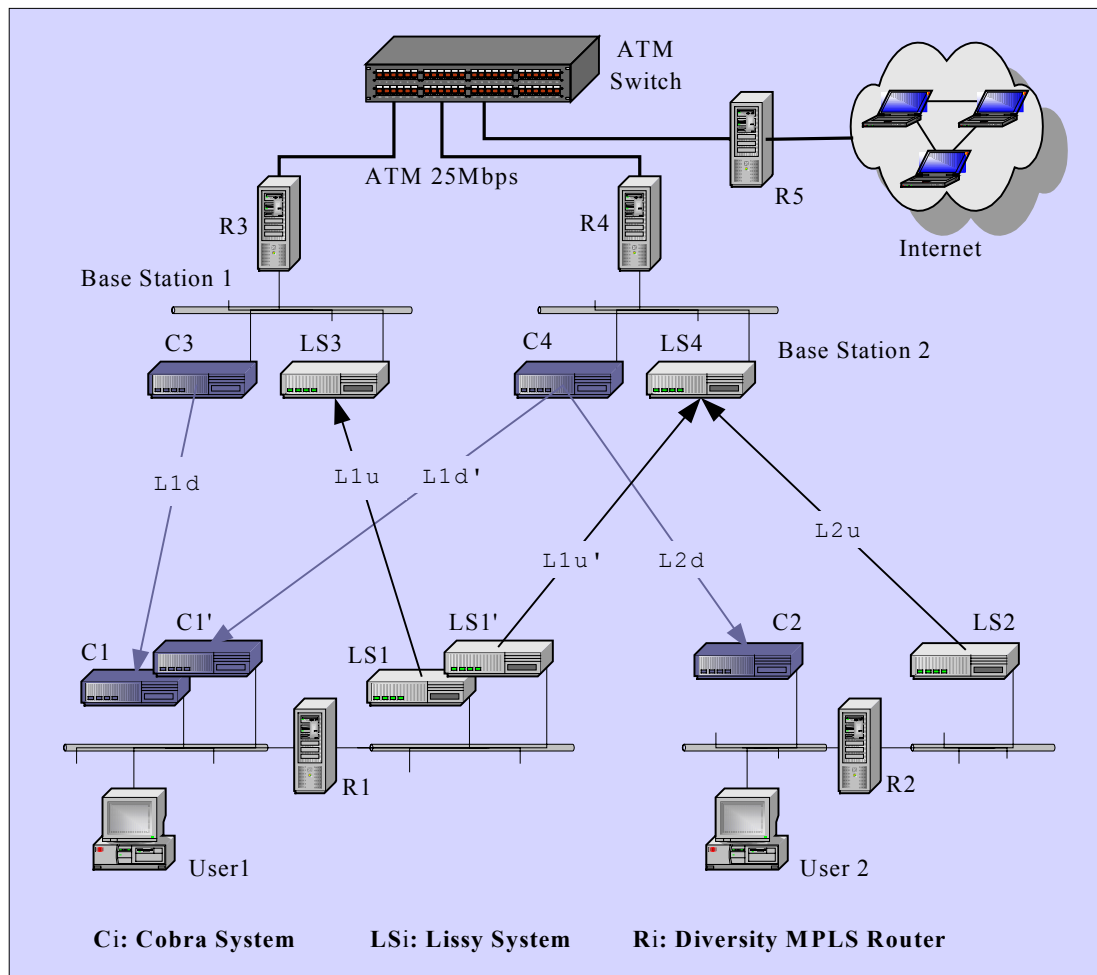 ATM
Switch
ATM 25Mbps
R3
R4
R5
Internet
Base Station 1
C3
LS3
C4
LS4
Base Station 2
L1d
L1u
L1d'
L1u'
L2d
L2u
C1'
C1
LS1'
LS1
C2
LS2
R1
R2
User1
User 2
Ci: Cobra System
LSi: Lissy System
Ri: Diversity MPLS Router